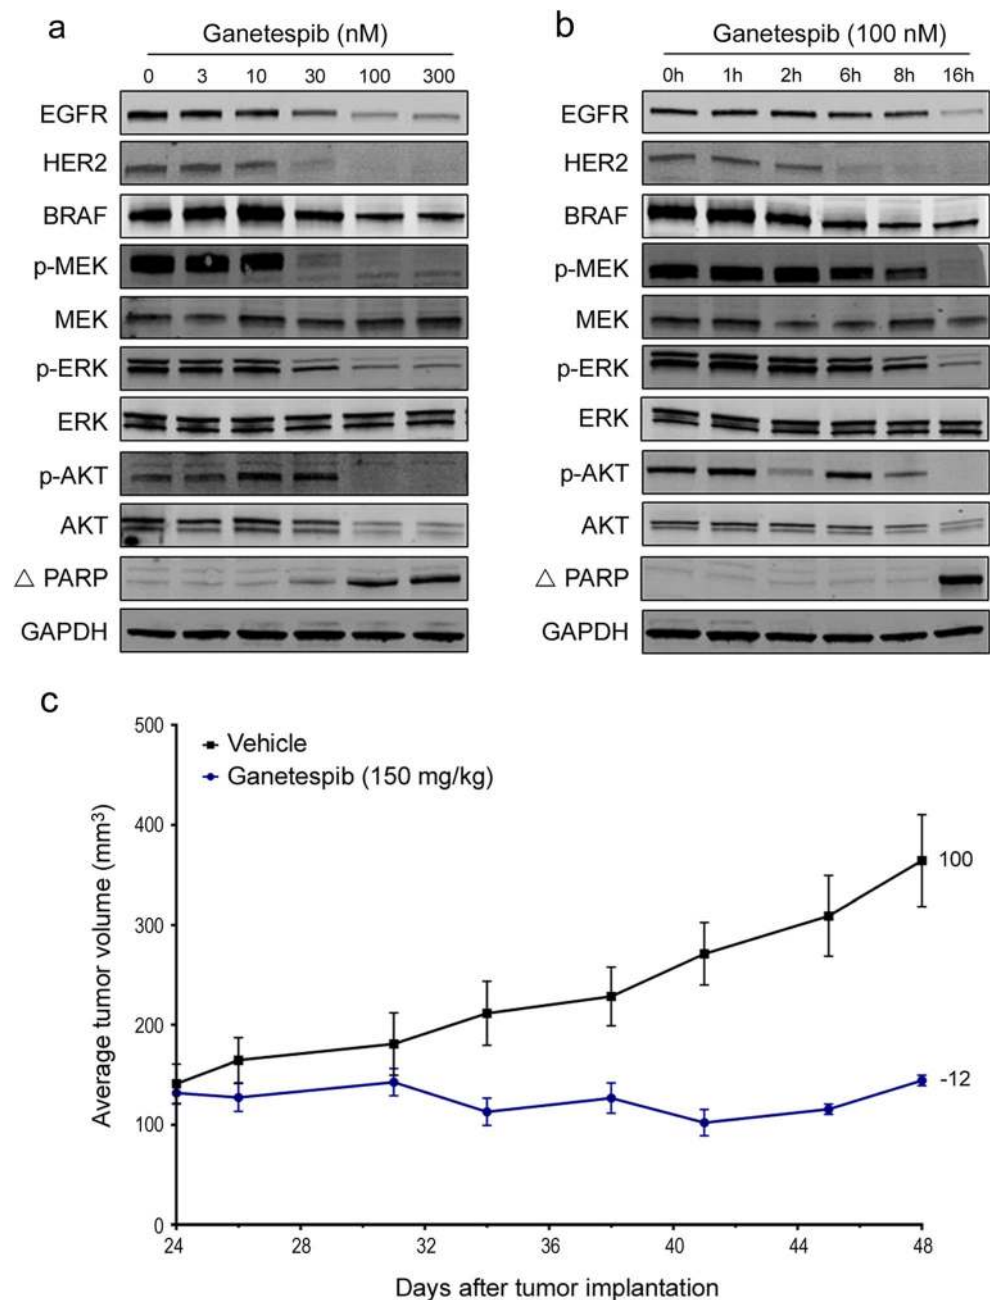 a
Ganetespib (nM)
0 3 10 30 100 300
EGFR
HER2
BRAF
p-MEK
MEK
p-ERK
ERK
p-AKT
AKT
△ PARP
GAPDH
b
Ganetespib (100 nM)
0h 1h 2h 6h 8h 16h
EGFR
HER2
BRAF
p-MEK
MEK
p-ERK
ERK
p-AKT
AKT
△ PARP
GAPDH
c
Vehicle
Ganetespib (150 mg/kg)
Average tumor volume (mm³)
500
400
300
200
100
0
100
-12
24 28 32 36 40 44 48
Days after tumor implantation